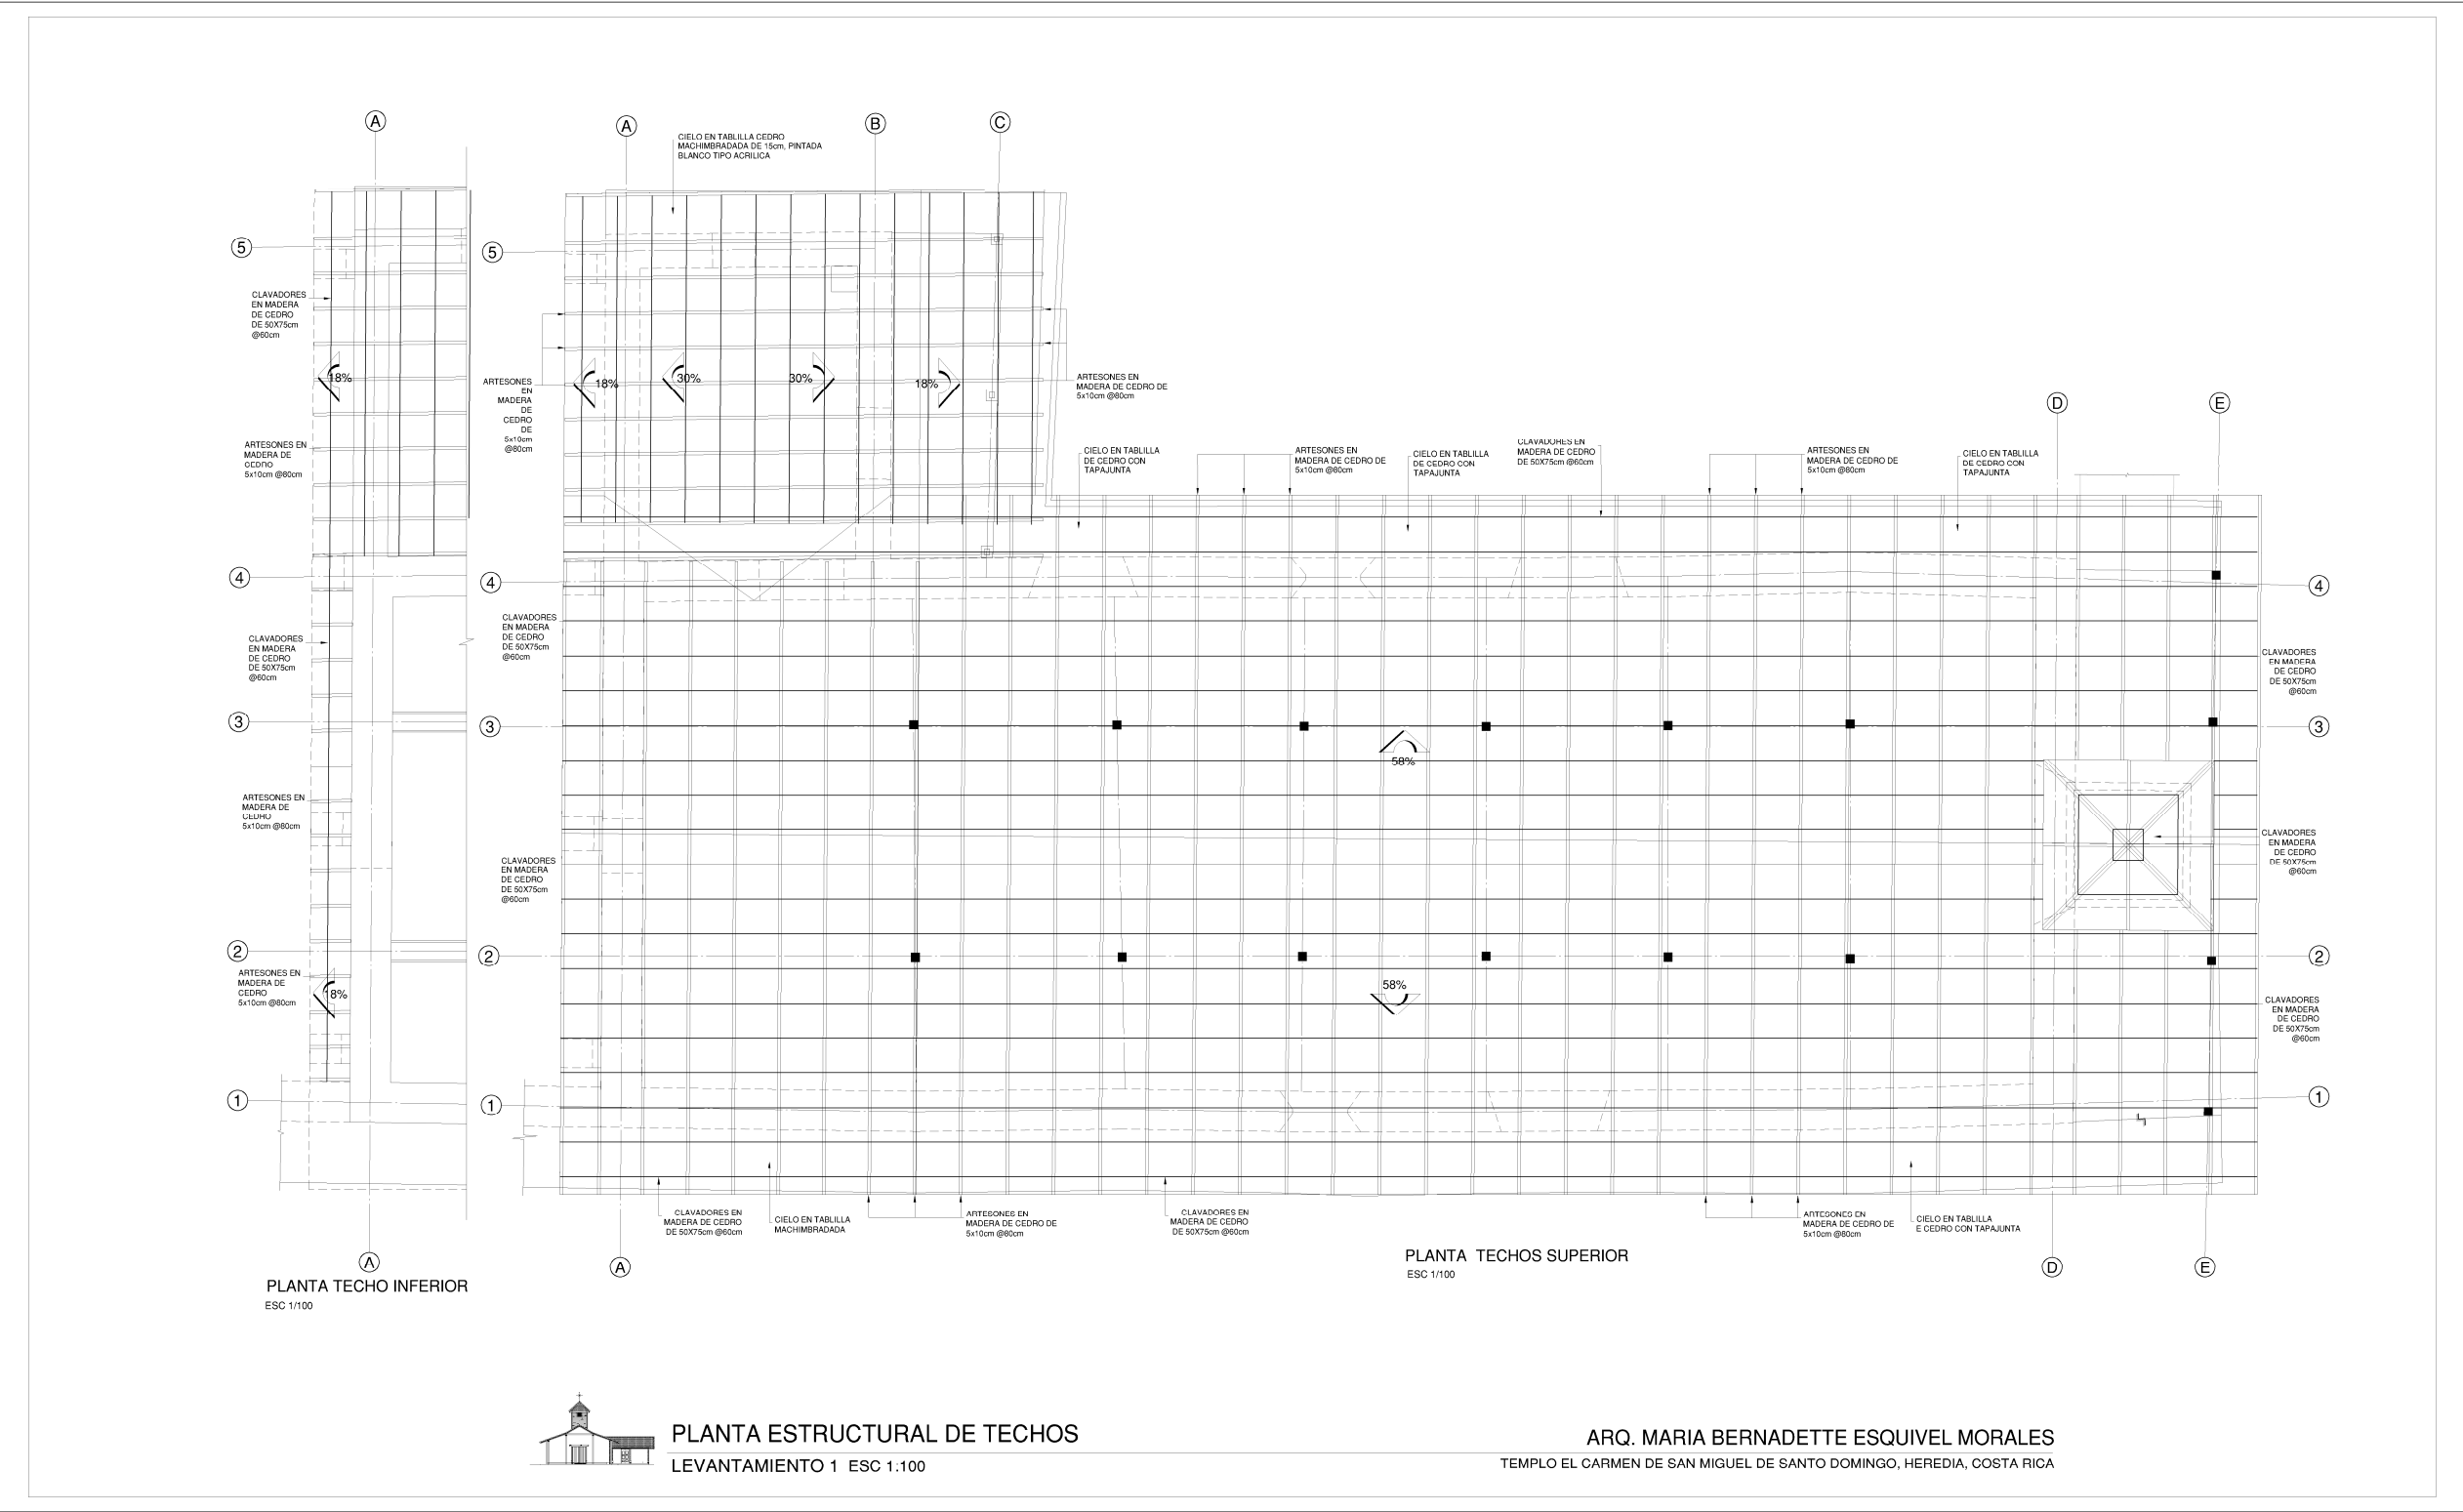 A
A
B
C
CIELO EN TABLILLA CEDRO
MACHIMBRADADA DE 15cm, PINTADA
BLANCO TIPO ACRILICA
5
5
CLAVADORES
EN MADERA
DE CEDRO
DE 50X75cm
@60cm
18%
ARTESONES
EN
MADERA
DE
CEDRO
DE
5x10cm
@80cm
18%
30%
30%
18%
ARTESONES EN
MADERA DE CEDRO DE
5x10cm @80cm
D
E
ARTESONES EN
MADERA DE
CEDRO
5x10cm @80cm
CIELO EN TABLILLA
DE CEDRO CON
TAPAJUNTA
ARTESONES EN
MADERA DE CEDRO DE
5x10cm @80cm
CIELO EN TABLILLA
DE CEDRO CON
TAPAJUNTA
CLAVADORES EN
MADERA DE CEDRO
DE 50X75cm @60cm
ARTESONES EN
MADERA DE CEDRO DE
5x10cm @80cm
CIELO EN TABLILLA
DE CEDRO CON
TAPAJUNTA
4
4
4
CLAVADORES
EN MADERA
DE CEDRO
DE 50X75cm
@60cm
CLAVADORES
EN MADERA
DE CEDRO
DE 50X75cm
@60cm
CLAVADORES
EN MADERA
DE CEDRO
DE 50X75cm
@60cm
3
3
3
58%
ARTESONES EN
MADERA DE
CEDRO
5x10cm @80cm
CLAVADORES
EN MADERA
DE CEDRO
DE 50X75cm
@60cm
CLAVADORES
EN MADERA
DE CEDRO
DE 50X75cm
@60cm
2
2
2
ARTESONES EN
MADERA DE
CEDRO
5x10cm @80cm
18%
58%
CLAVADORES
EN MADERA
DE CEDRO
DE 50X75cm
@60cm
1
1
1
CLAVADORES EN
MADERA DE CEDRO
DE 50X75cm @60cm
CIELO EN TABLILLA
MACHIMBRADADA
ARTESONES EN
MADERA DE CEDRO DE
5x10cm @80cm
CLAVADORES EN
MADERA DE CEDRO
DE 50X75cm @60cm
ARTESONES EN
MADERA DE CEDRO DE
5x10cm @80cm
CIELO EN TABLILLA
E CEDRO CON TAPAJUNTA
A
A
D
E
PLANTA TECHO INFERIOR
ESC 1/100
PLANTA TECHOS SUPERIOR
ESC 1/100
PLANTA ESTRUCTURAL DE TECHOS
LEVANTAMIENTO 1 ESC 1:100
ARQ. MARIA BERNADETTE ESQUIVEL MORALES
TEMPLO EL CARMEN DE SAN MIGUEL DE SANTO DOMINGO, HEREDIA, COSTA RICA